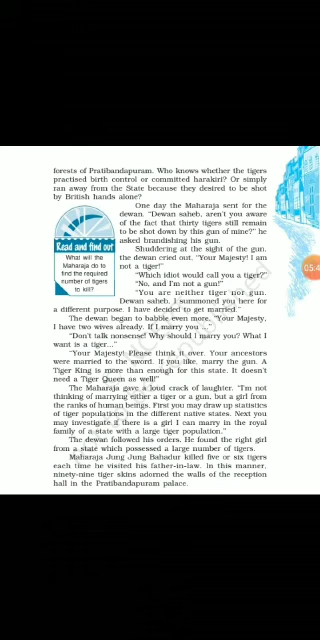 forests of Pratibandapuram. Who knows whether the tigers
practised birth control or committed harakiri? Or simply
ran away from the State because they desired to be shot
by British hands alone?
One day the Maharaja sent for the
dewan. "Dewan saheb, aren't you aware
of the fact that thirty tigers still remain
to be shot down by this gun of mine?" he
asked brandishing his gun.
Shuddering at the sight of the gun,
the dewan cried out, "Your Majesty! I am
not a tiger!"
"Which idiot would call you a tiger?"
"No, and I'm not a gun!"
"You are neither tiger nor gun,
Dewan saheb. I summoned you here for
a different purpose. I have decided to get married."
Read and find out
What will the
Maharaja do to
find the required
number of tigers
to kill?
The dewan began to babble even more. "Your Majesty,
I have two wives already. If I marry you ..."
"Don't talk nonsense! Why should I marry you? What I
want is a tiger..."
"Your Majesty! Please think it over. Your ancestors
were married to the sword. If you like, marry the gun. A
Tiger King is more than enough for this state. It doesn't
need a Tiger Queen as well!"
The Maharaja gave a loud crack of laughter. "I'm not
thinking of marrying either a tiger or a gun, but a girl from
the ranks of human beings. First you may draw up statistics
of tiger populations in the different native states. Next you
may investigate if there is a girl I can marry in the royal
family of a state with a large tiger population."
The dewan followed his orders. He found the right girl
from a state which possessed a large number of tigers.
Maharaja Jung Jung Bahadur killed five or six tigers
each time he visited his father-in-law. In this manner,
ninety-nine tiger skins adorned the walls of the reception
hall in the Pratibandapuram palace.
05:4